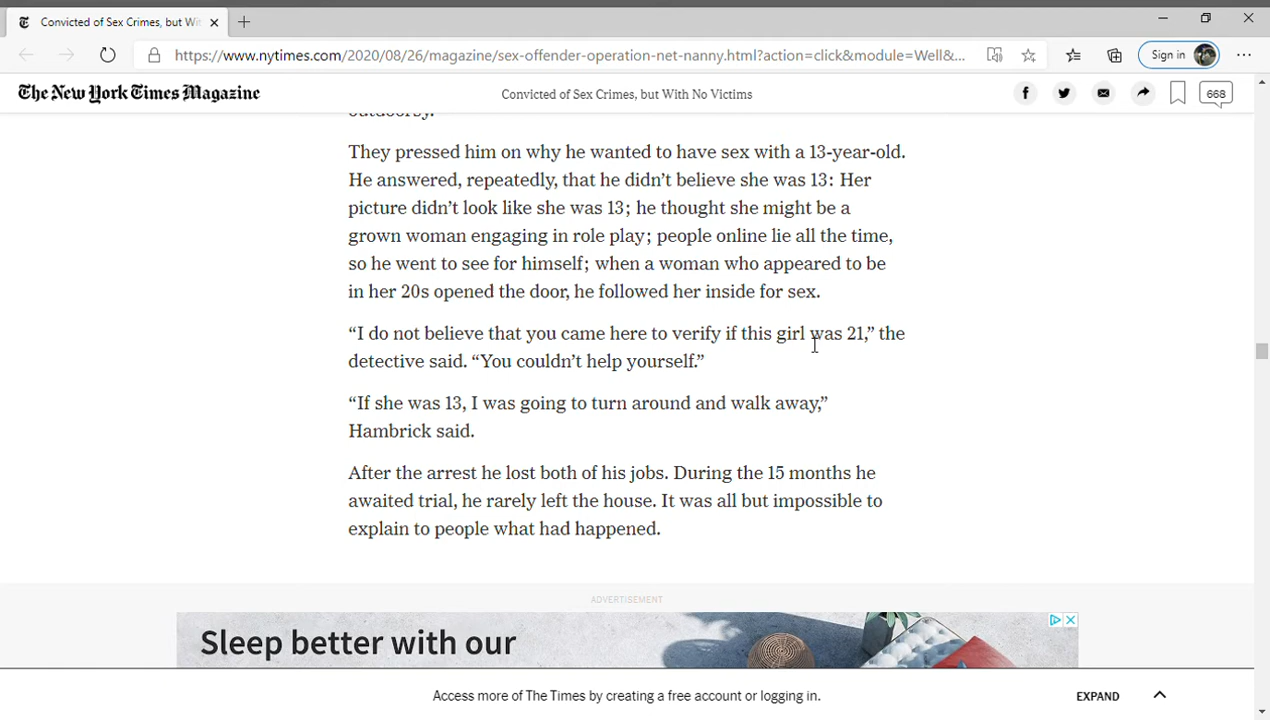 Convicted of Sex Crimes, but Wit
https://www.nytimes.com/2020/08/26/magazine/sex-offender-operation-net-nanny.html?action=click&module=Well&...
Sign in
The New York Times Magazine
Convicted of Sex Crimes, but With No Victims
668
outdoorsy.
They pressed him on why he wanted to have sex with a 13-year-old.
He answered, repeatedly, that he didn’t believe she was 13: Her
picture didn’t look like she was 13; he thought she might be a
grown woman engaging in role play; people online lie all the time,
so he went to see for himself; when a woman who appeared to be
in her 20s opened the door, he followed her inside for sex.
“I do not believe that you came here to verify if this girl was 21,” the
detective said. “You couldn’t help yourself.”
“If she was 13, I was going to turn around and walk away,”
Hambrick said.
After the arrest he lost both of his jobs. During the 15 months he
awaited trial, he rarely left the house. It was all but impossible to
explain to people what had happened.
ADVERTISEMENT
Sleep better with our
Access more of The Times by creating a free account or logging in.
EXPAND